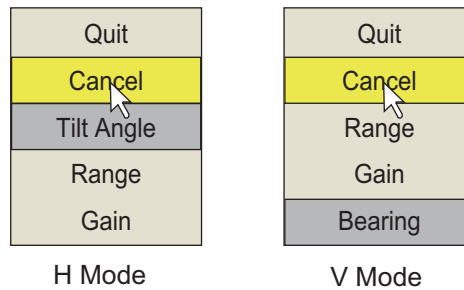 Quit
Cancel
Tilt Angle
Range
Gain
H Mode
Quit
Cancel
Range
Gain
Bearing
V Mode